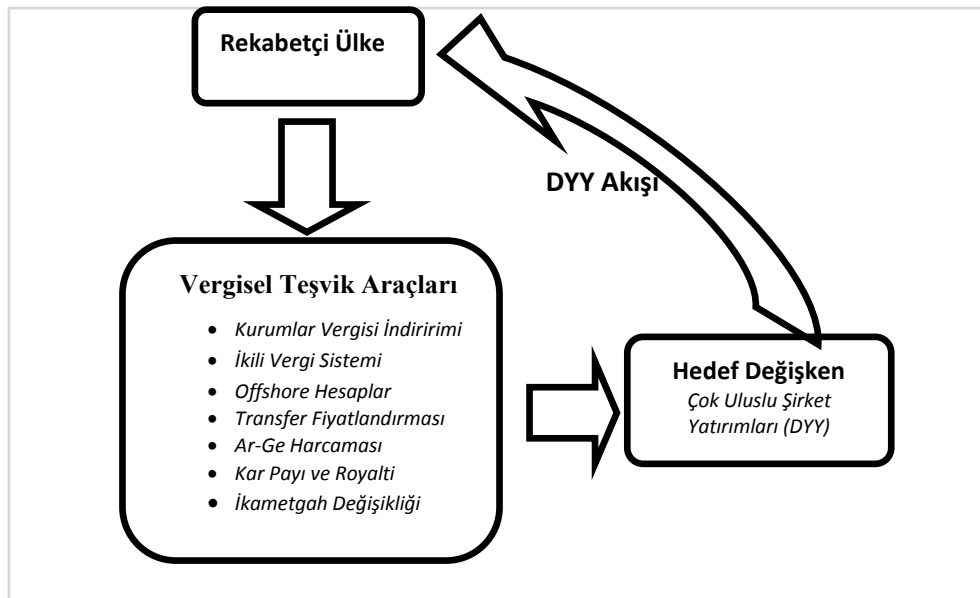 Rekabetçi Ülke
DYY Akışı
Vergisel Teşvik Araçları
• Kurumlar Vergisi İndiririmi
• İkili Vergi Sistemi
• Offshore Hesaplar
• Transfer Fiyatlandırması
• Ar-Ge Harcaması
• Kar Payı ve Royalti
• İkametgah Değişikliği
Hedef Değişken
Çok Uluslu Şirket
Yatırımları (DYY)